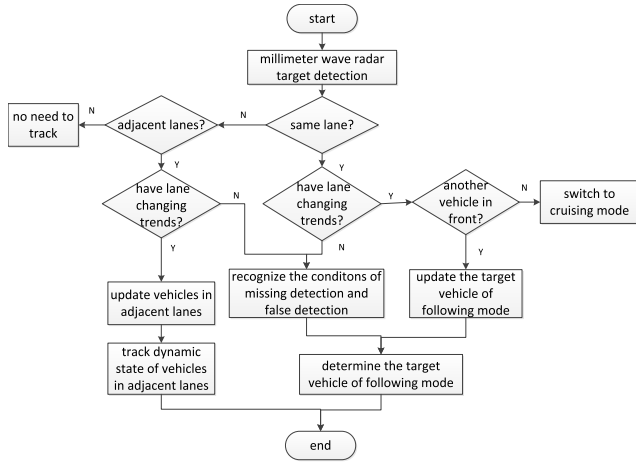 start
millimeter wave radar
target detection
no need to
track
N
adjacent lanes?
N
same lane?
Y
Y
have lane
changing
trends?
N
have lane
changing
trends?
Y
another
vehicle in
front?
N
switch to
cruising mode
Y
N
Y
update vehicles in
adjacent lanes
recognize the conditons of
missing detection and
false detection
update the target
vehicle of
following mode
track dynamic
state of vehicles
in adjacent lanes
determine the target
vehicle of following mode
end